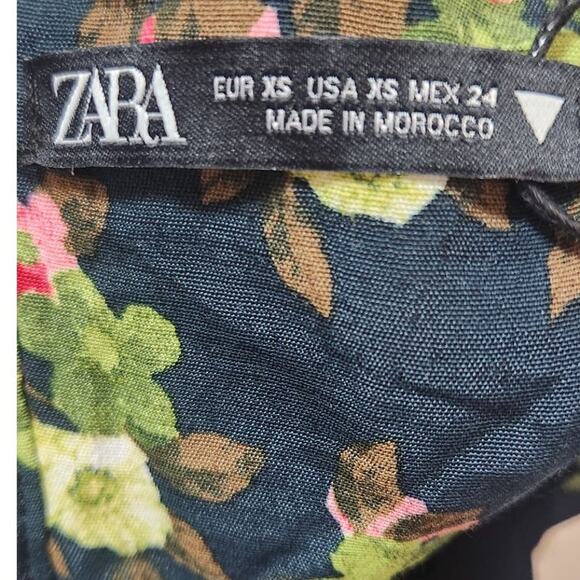 ZARA
EUR XS USA XS MEX 24
MADE IN MOROCCO